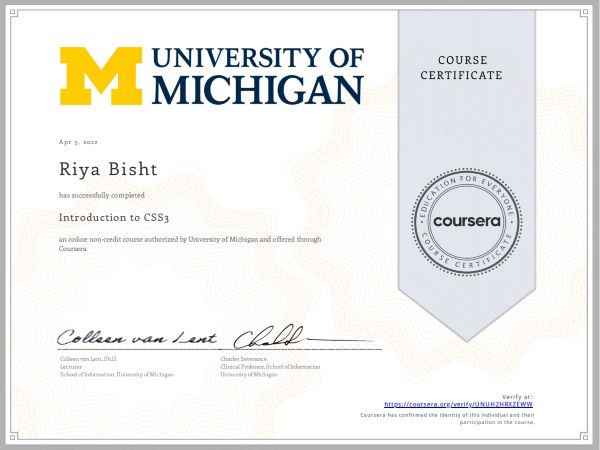 M UNIVERSITY OF
MICHIGAN
COURSE
CERTIFICATE
Apr 5, 2022
Riya Bisht
has successfully completed
Introduction to CSS3
an online non-credit course authorized by University of Michigan and offered through
Coursera
EDUCATION FOR EVERYONE
coursera
COURSE CERTIFICATE
Colleen van Lent
Colleen van Lent, Ph.D.
Lecturer
School of Information, University of Michigan
Charles Severance
Clinical Professor, School of Information
University of Michigan
Verify at:
https://coursera.org/verify/UNUH2HRXZEWW
Coursera has confirmed the identity of this individual and their
participation in the course.